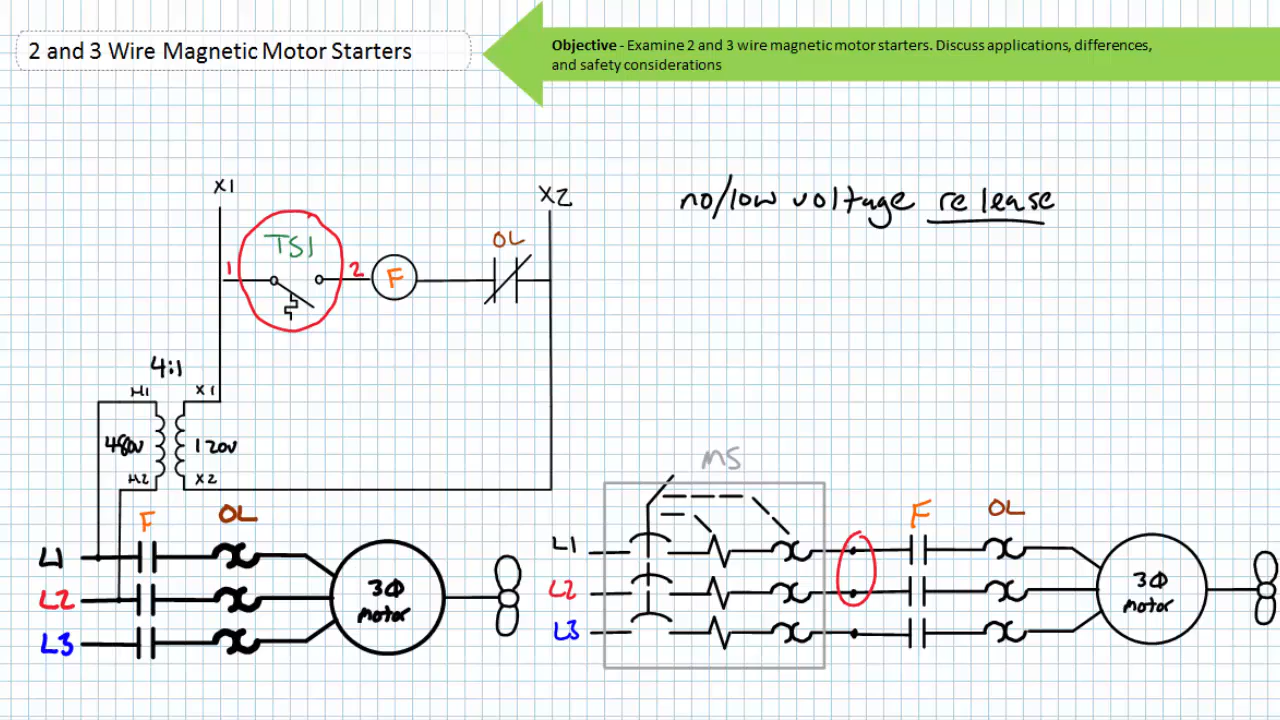 2 and 3 Wire Magnetic Motor Starters
Objective - Examine 2 and 3 wire magnetic motor starters. Discuss applications, differences,
and safety considerations
no/low voltage release
X1
X2
TS1
OL
1
2
F
4:1
H1
X1
480V
120V
H2
X2
F
OL
L1
L2
L3
3Φ
motor
MS
F
OL
L1
L2
L3
3Φ
motor